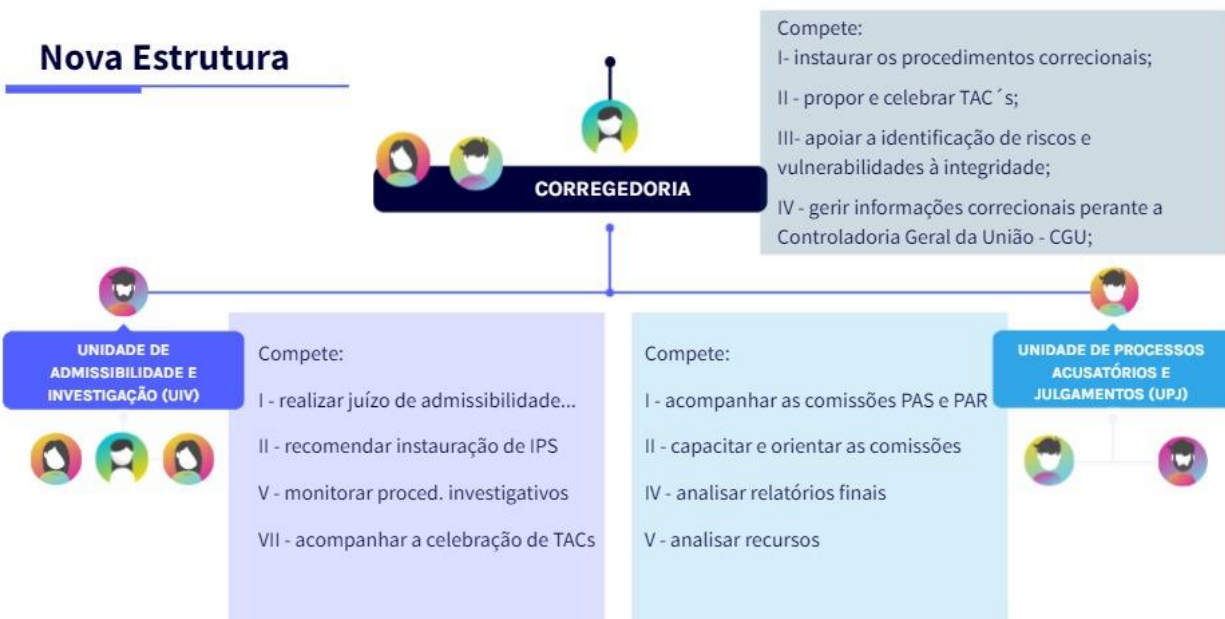 Nova Estrutura
Compete:
I- instaurar os procedimentos correcionais;
II - propor e celebrar TAC´s;
III- apoiar a identificação de riscos e
vulnerabilidades à integridade;
IV - gerir informações correcionais perante a
Controladoria Geral da União - CGU;
CORREGEDORIA
UNIDADE DE
ADMISSIBILIDADE E
INVESTIGAÇÃO (UIV)
Compete:
I - realizar juízo de admissibilidade...
II - recomendar instauração de IPS
V - monitorar proced. investigativos
VII - acompanhar a celebração de TACs
Compete:
I - acompanhar as comissões PAS e PAR
II - capacitar e orientar as comissões
IV - analisar relatórios finais
V - analisar recursos
UNIDADE DE PROCESSOS
ACUSATÓRIOS E
JULGAMENTOS (UPJ)